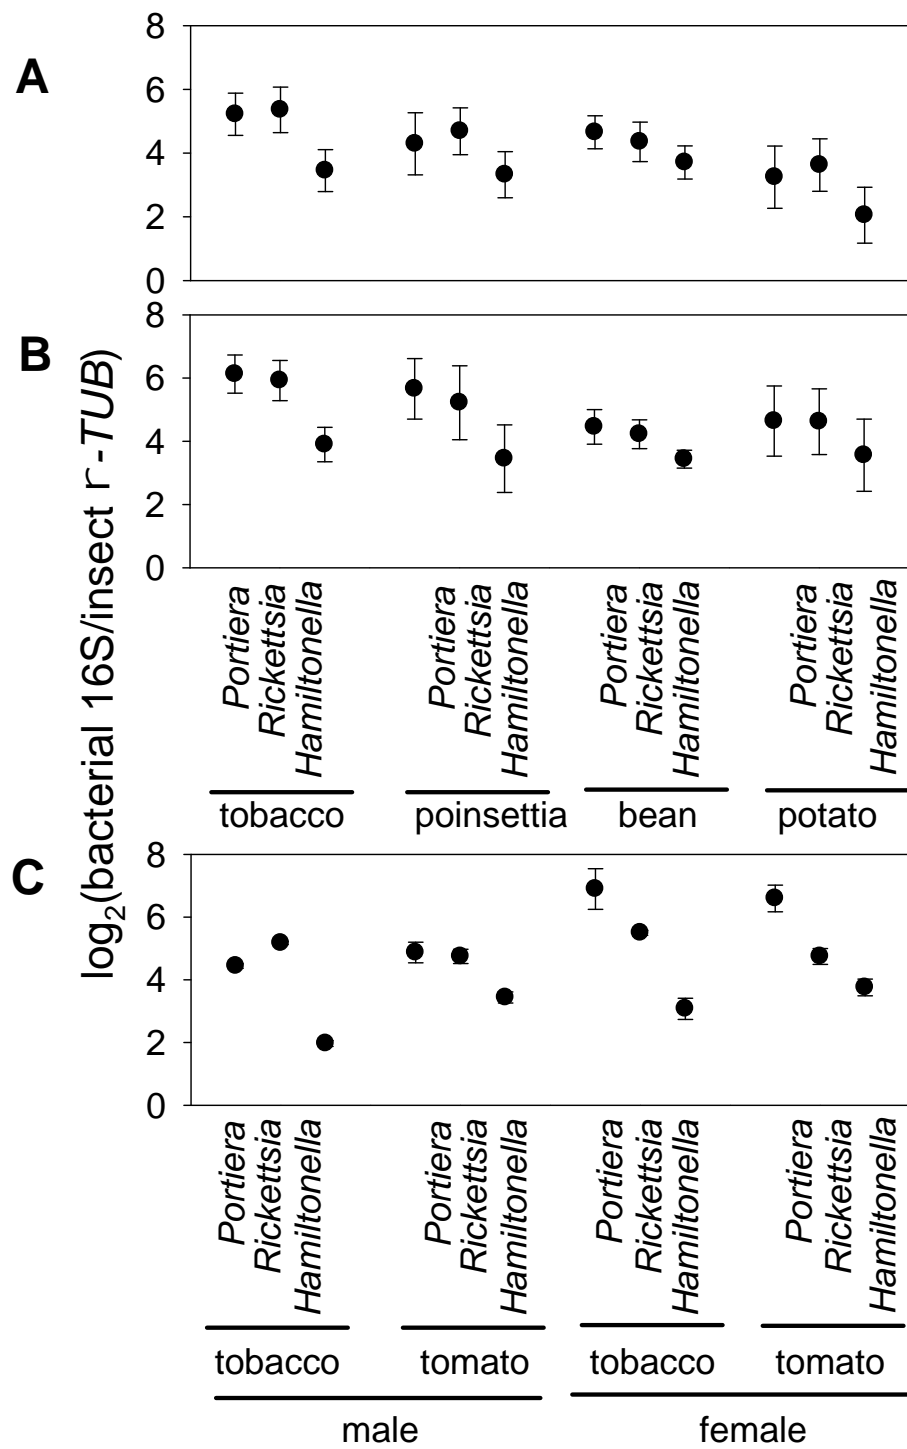 A
8
6
4
2
0
B
8
6
4
2
0
log₂(bacterial 16S/insect r -TUB)
Portiera Rickettsia Hamiltonella Portiera Rickettsia Hamiltonella Portiera Rickettsia Hamiltonella Portiera Rickettsia Hamiltonella
tobacco poinsettia bean potato
C
8
6
4
2
0
Portiera Rickettsia Hamiltonella Portiera Rickettsia Hamiltonella Portiera Rickettsia Hamiltonella Portiera Rickettsia Hamiltonella
tobacco tomato tobacco tomato
male female